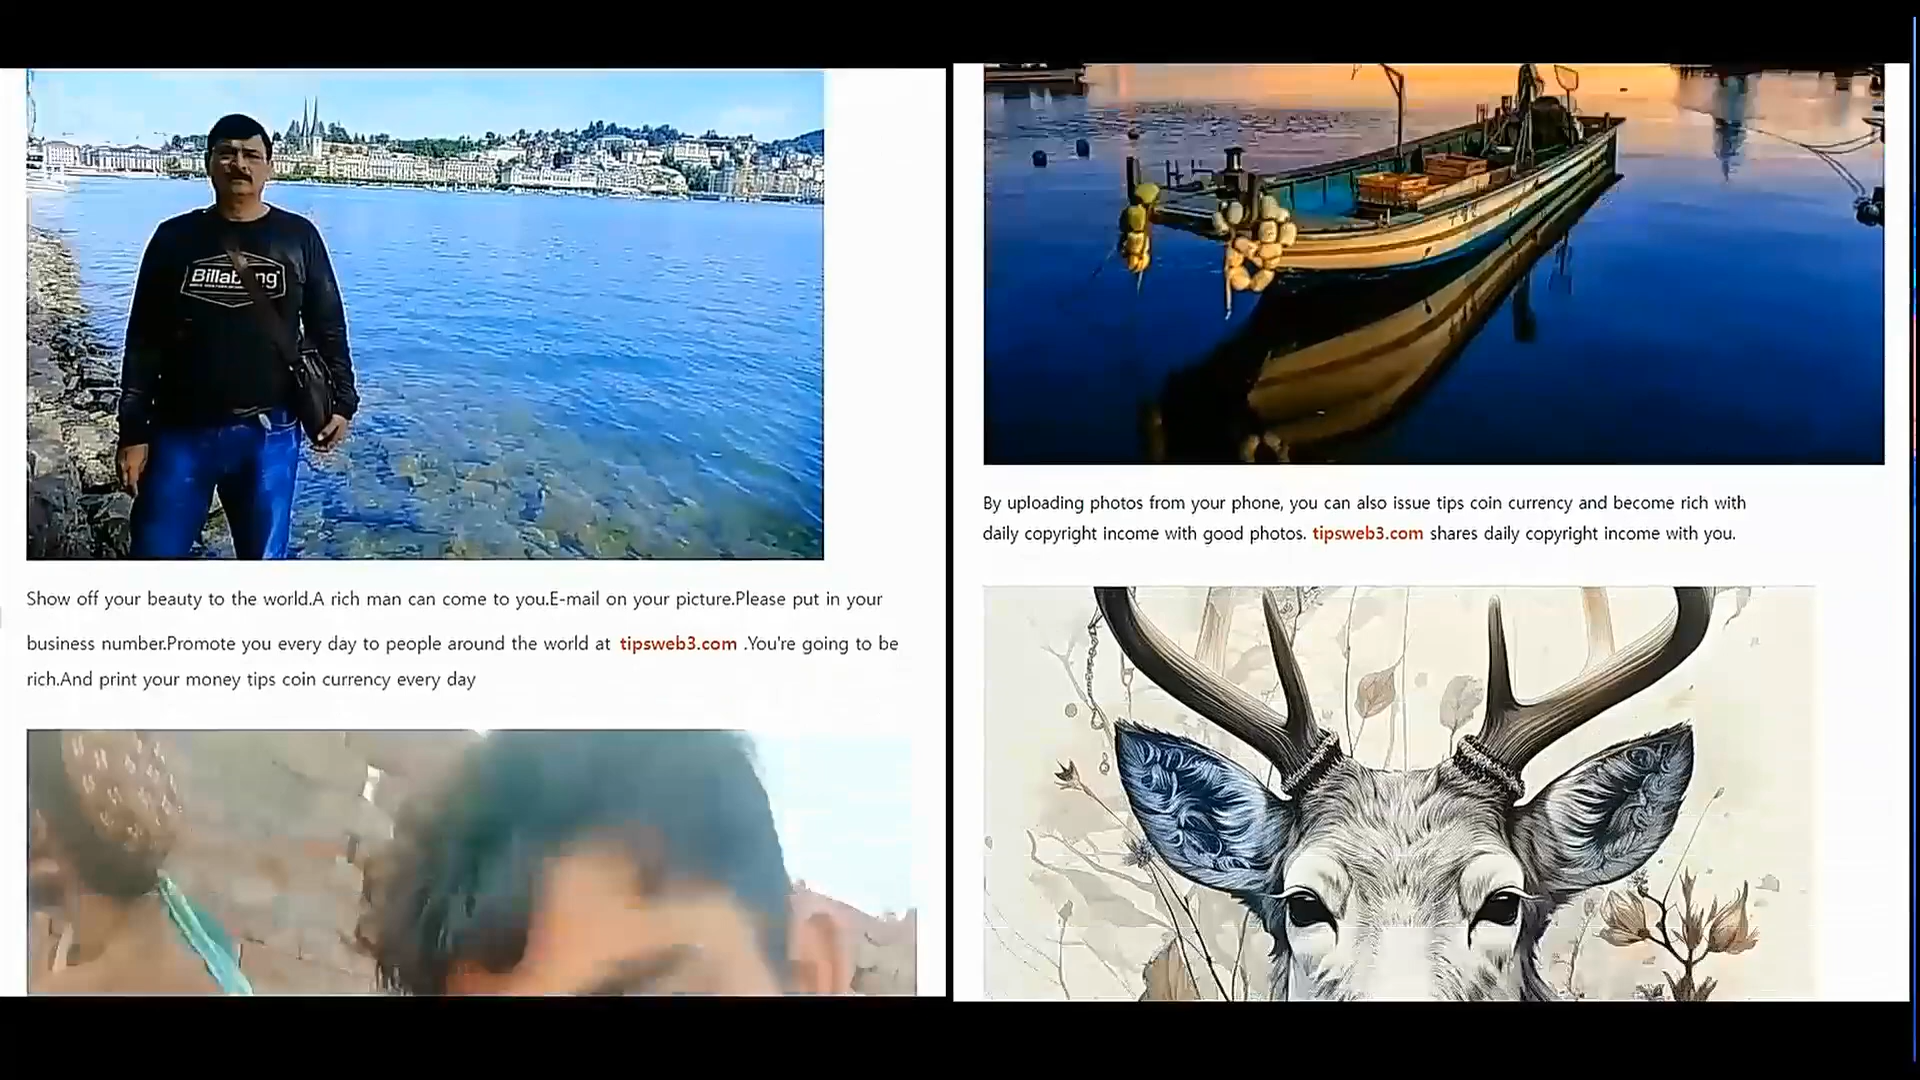 Billabong
Show off your beauty to the world.A rich man can come to you.E-mail on your picture.Please put in your
business number.Promote you every day to people around the world at tipsweb3.com .You're going to be
rich.And print your money tips coin currency every day
By uploading photos from your phone, you can also issue tips coin currency and become rich with
daily copyright income with good photos. tipsweb3.com shares daily copyright income with you.